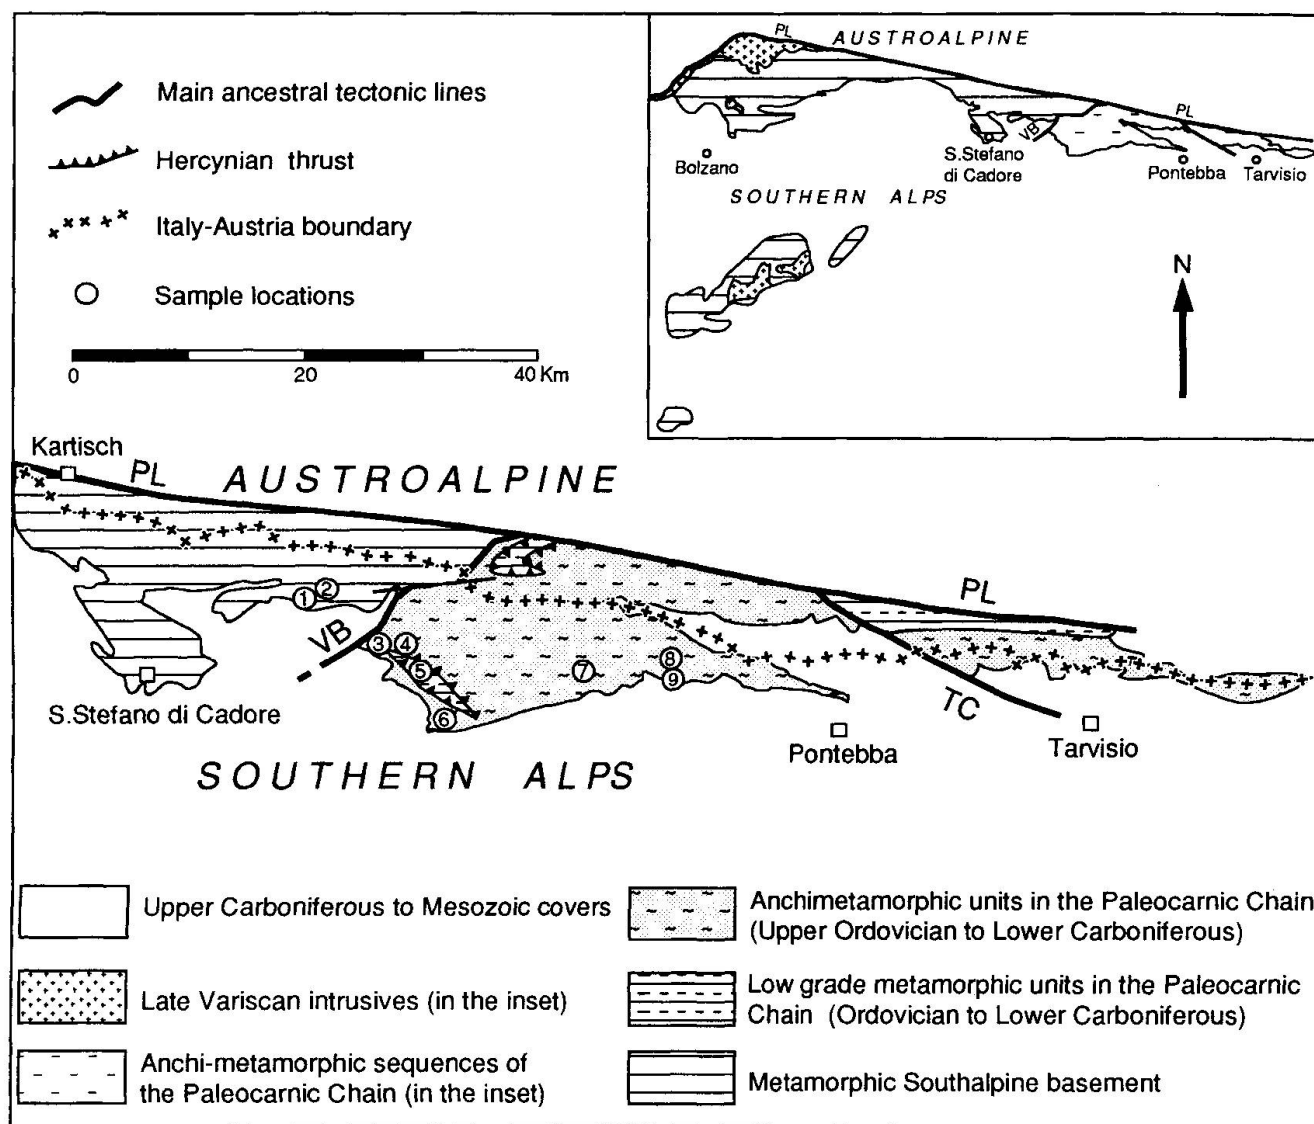 Main ancestral tectonic lines
Hercynian thrust
Italy-Austria boundary
Sample locations
0 20 40 Km
PL
AUSTROALPINE
PL
VB
Bolzano
S.Stefano
di Cadore
Pontebba
Tarvisio
SOUTHERN ALPS
N
Kartisch
PL
AUSTROALPINE
PL
1
2
VB
3
4
5
6
7
8
9
TC
S.Stefano di Cadore
Pontebba
Tarvisio
SOUTHERN ALPS
Upper Carboniferous to Mesozoic covers
Late Variscan intrusives (in the inset)
Anchi-metamorphic sequences of
the Paleocarnic Chain (in the inset)
Anchimetamorphic units in the Paleocarnic Chain
(Upper Ordovician to Lower Carboniferous)
Low grade metamorphic units in the Paleocarnic
Chain (Ordovician to Lower Carboniferous)
Metamorphic Southalpine basement